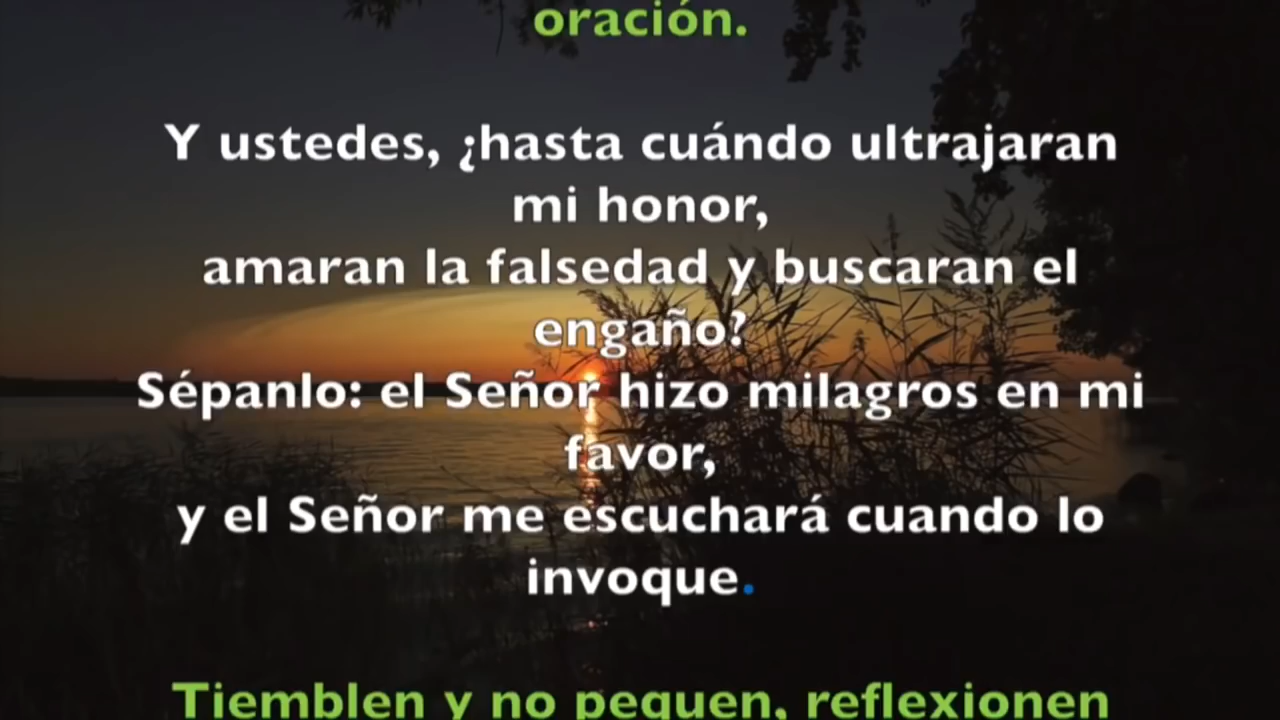 oración.
Y ustedes, ¿hasta cuándo ultrajaran
mi honor,
amaran la falsedad y buscaran el
engaño?
Sépanlo: el Señor hizo milagros en mi
favor,
y el Señor me escuchará cuando lo
invoque.
Tiemblen y no pequen, reflexionen